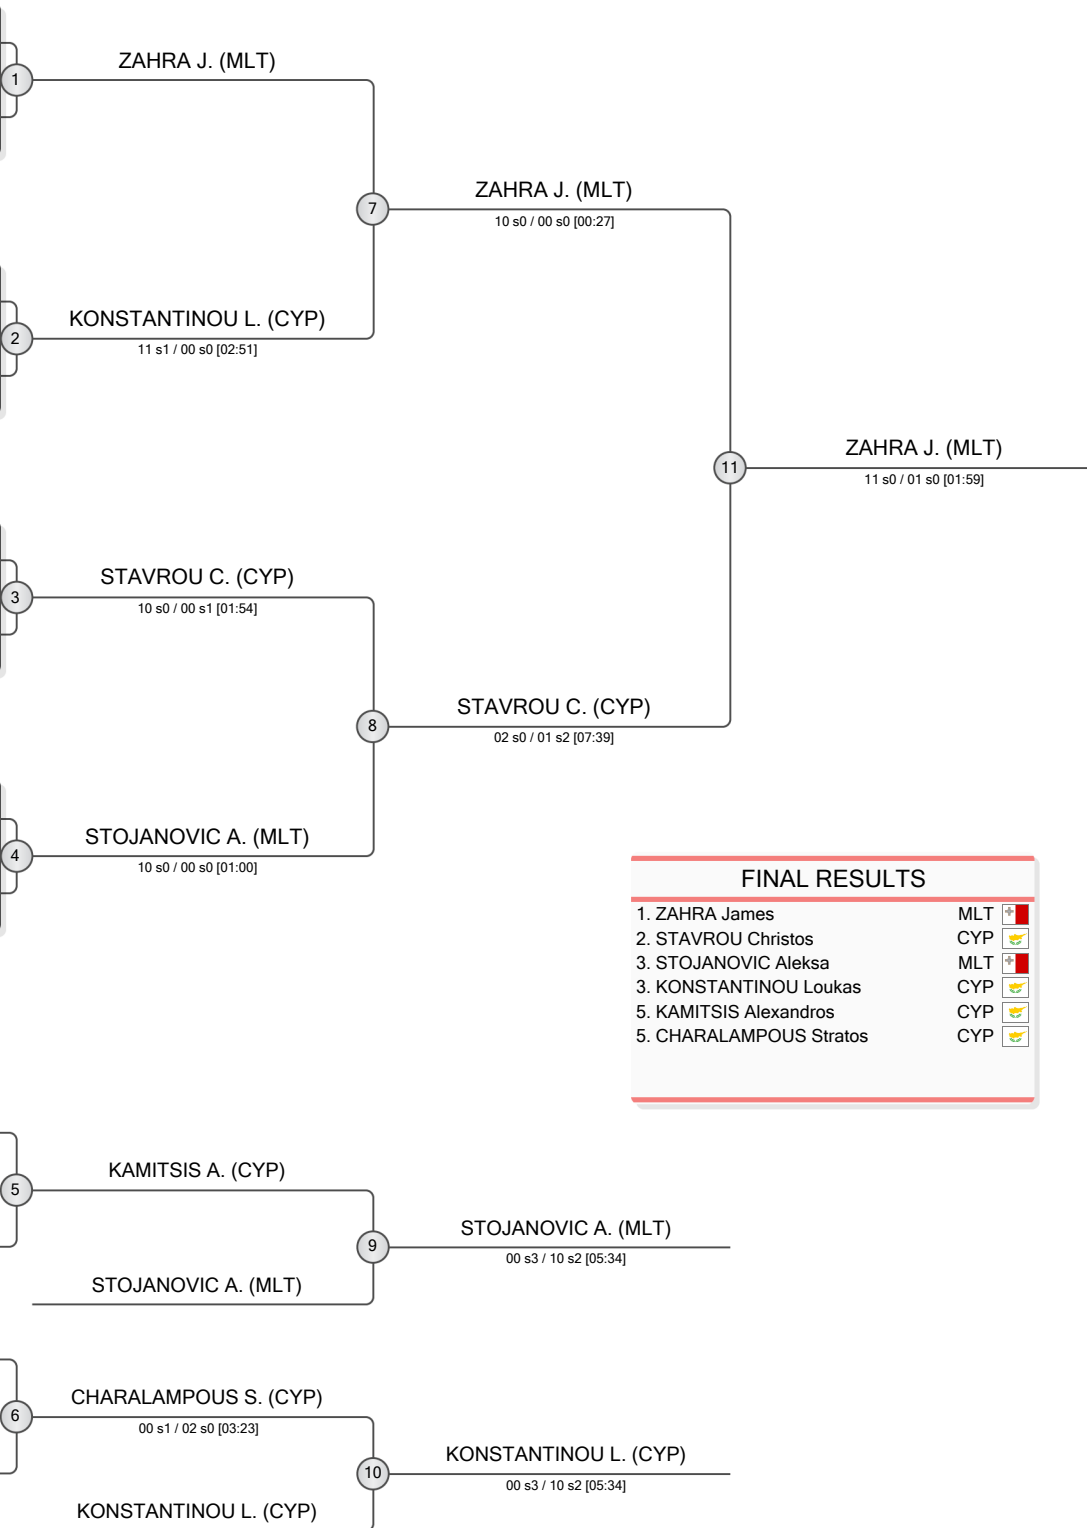 ZAHRA J. (MLT)
1
ZAHRA J. (MLT)
7
10 s0 / 00 s0 [00:27]
KONSTANTINOU L. (CYP)
2
11 s1 / 00 s0 [02:51]
ZAHRA J. (MLT)
11
11 s0 / 01 s0 [01:59]
STAVROU C. (CYP)
3
10 s0 / 00 s1 [01:54]
STAVROU C. (CYP)
8
02 s0 / 01 s2 [07:39]
STOJANOVIC A. (MLT)
4
10 s0 / 00 s0 [01:00]
FINAL RESULTS
1. ZAHRA James MLT
2. STAVROU Christos CYP
3. STOJANOVIC Aleksa MLT
3. KONSTANTINOU Loukas CYP
5. KAMITSIS Alexandros CYP
5. CHARALAMPOUS Stratos CYP
KAMITSIS A. (CYP)
5
STOJANOVIC A. (MLT)
9
00 s3 / 10 s2 [05:34]
STOJANOVIC A. (MLT)
CHARALAMPOUS S. (CYP)
6
00 s1 / 02 s0 [03:23]
KONSTANTINOU L. (CYP)
10
00 s3 / 10 s2 [05:34]
KONSTANTINOU L. (CYP)